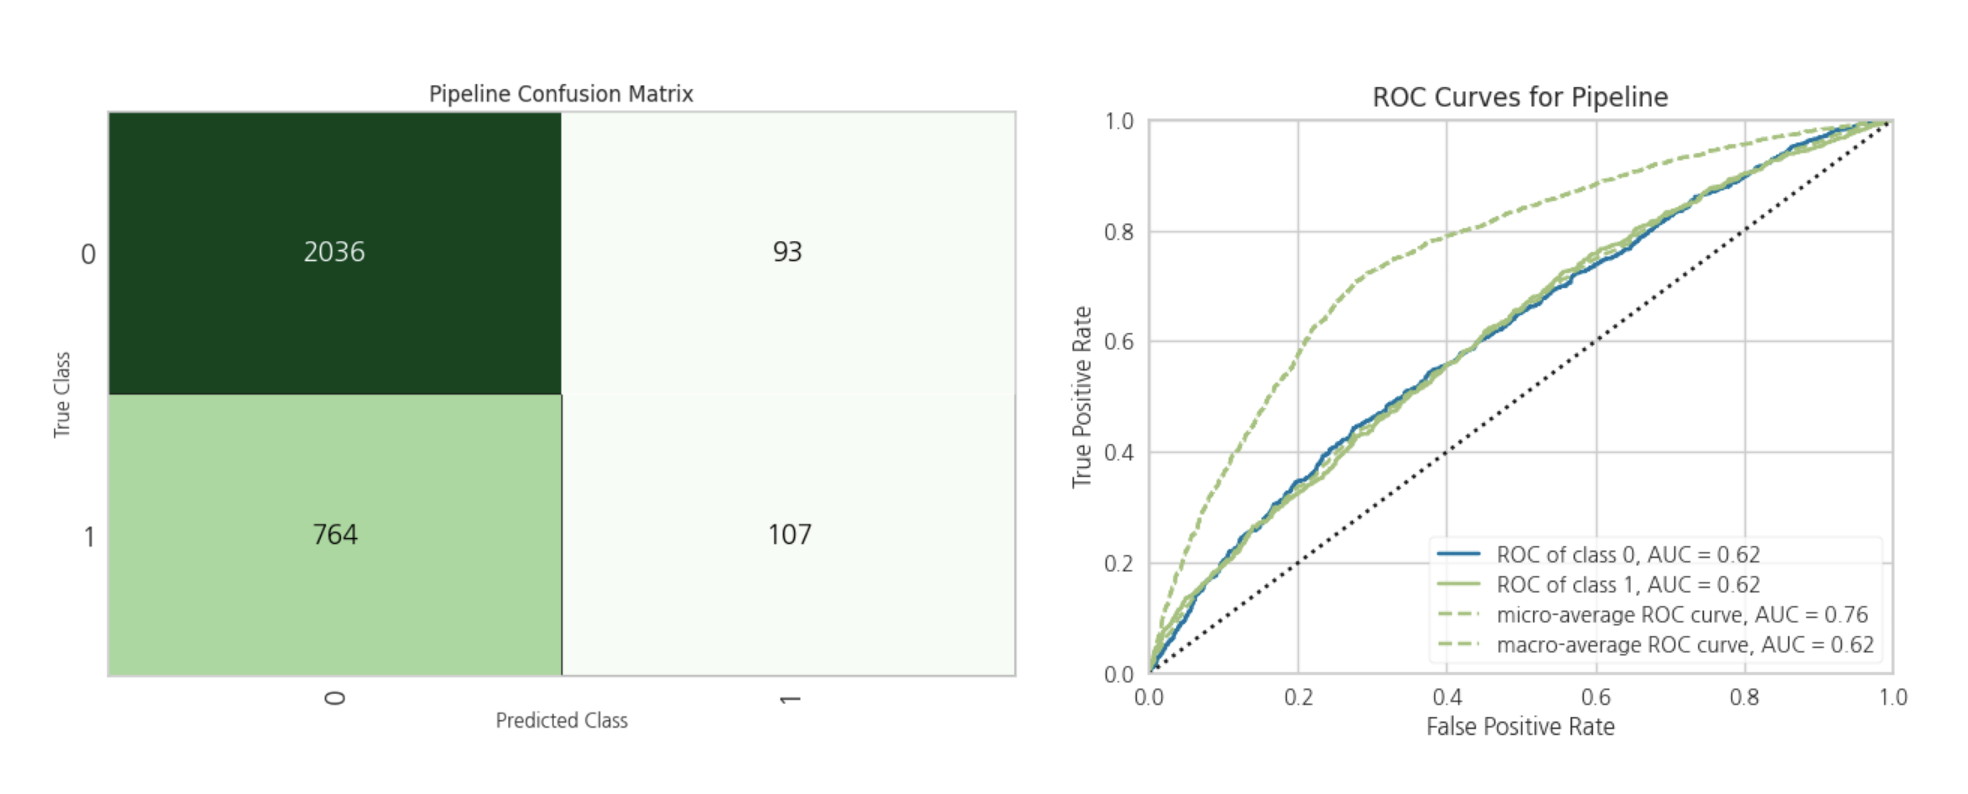 Pipeline Confusion Matrix
True Class
0
1
2036
93
764
107
0
1
Predicted Class
ROC Curves for Pipeline
True Positive Rate
1.0
0.8
0.6
0.4
0.2
0.0
ROC of class 0, AUC = 0.62
ROC of class 1, AUC = 0.62
micro-average ROC curve, AUC = 0.76
macro-average ROC curve, AUC = 0.62
0.0 0.2 0.4 0.6 0.8 1.0
False Positive Rate